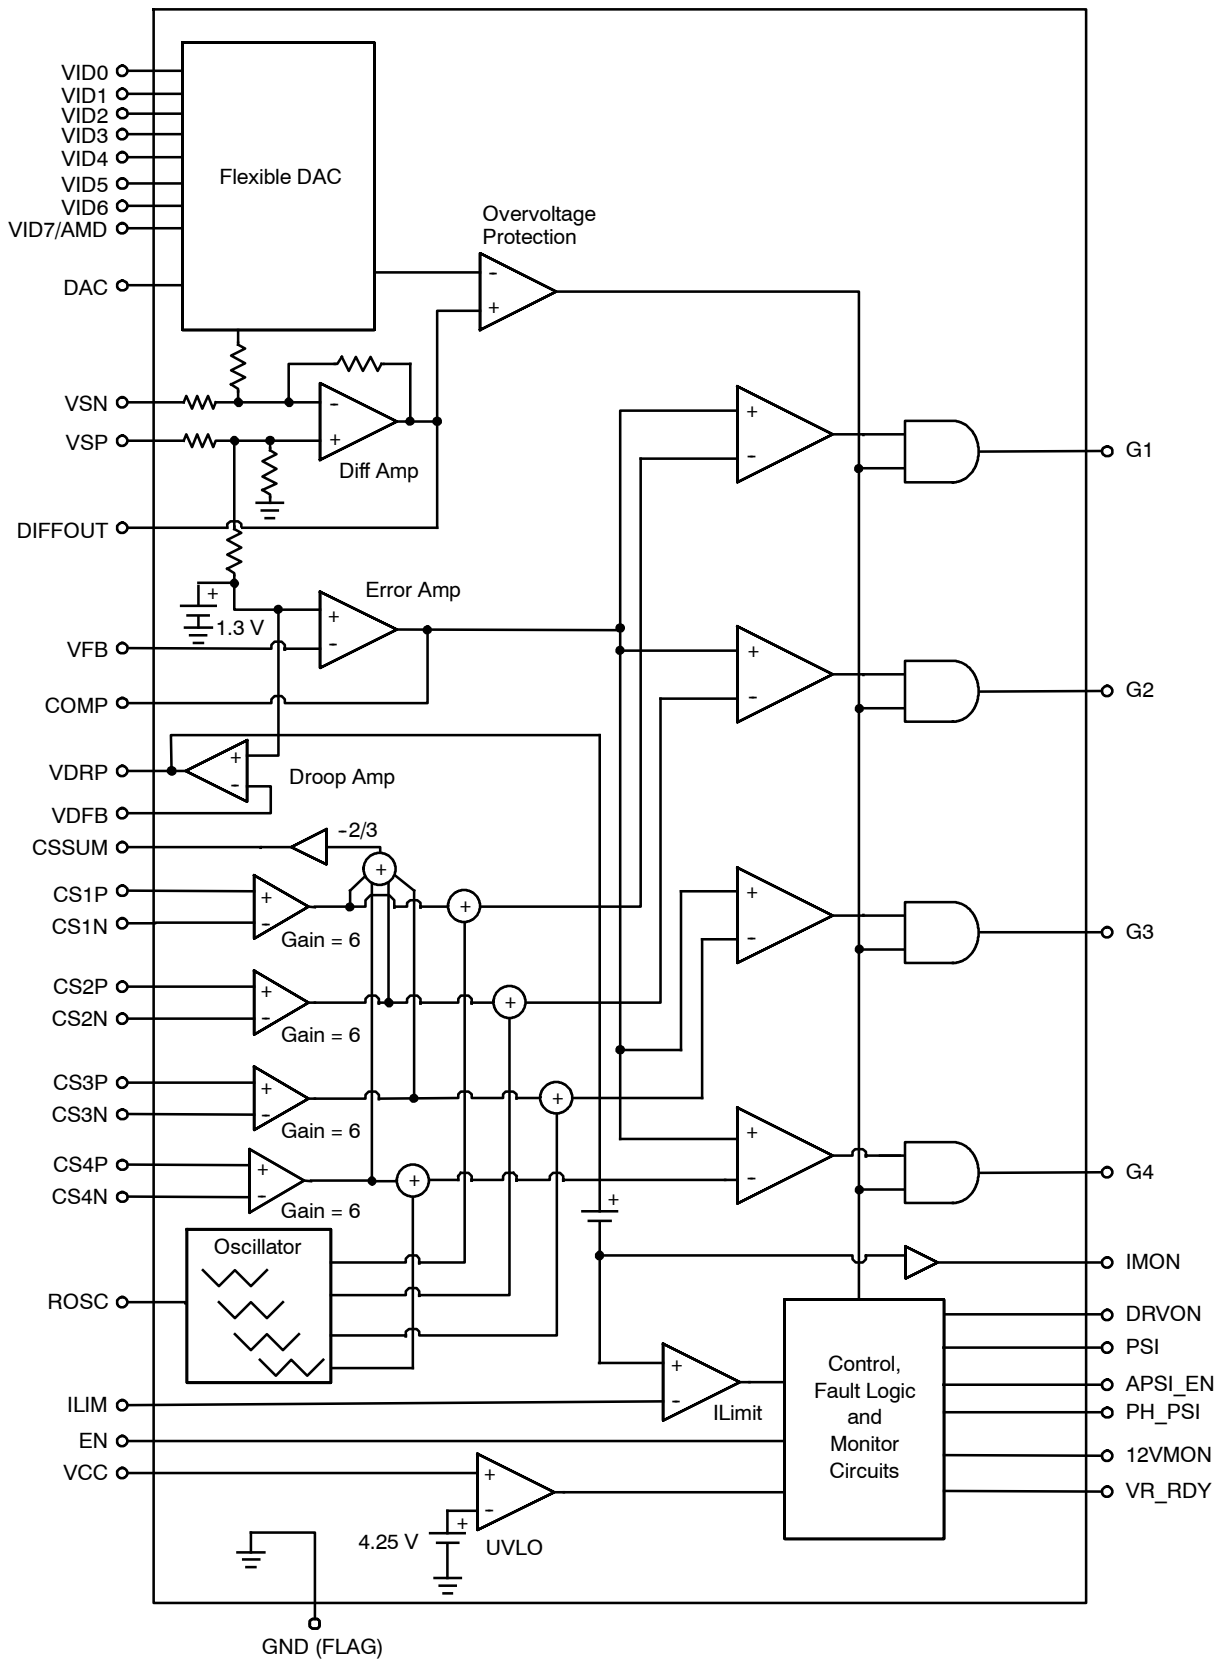 VID0
VID1
VID2
VID3
VID4
VID5
VID6
VID7/AMD
DAC
Flexible DAC
Overvoltage
Protection
-
+
VSN
VSP
-
+
Diff Amp
DIFFOUT
+
1.3 V
Error Amp
+
-
VFB
COMP
VDRP
VDFB
+
-
Droop Amp
CSSUM
-2/3
+
CS1P
CS1N
+
-
Gain = 6
+
CS2P
CS2N
+
-
Gain = 6
+
CS3P
CS3N
+
-
Gain = 6
+
CS4P
CS4N
+
-
Gain = 6
+
+
-
G1
+
-
G2
+
-
G3
+
-
G4
+
Oscillator
ROSC
IMON
ILIM
+
-
ILimit
EN
VCC
+
-
+
4.25 V
UVLO
Control,
Fault Logic
and
Monitor
Circuits
DRVON
PSI
APSI_EN
PH_PSI
12VMON
VR_RDY
GND (FLAG)